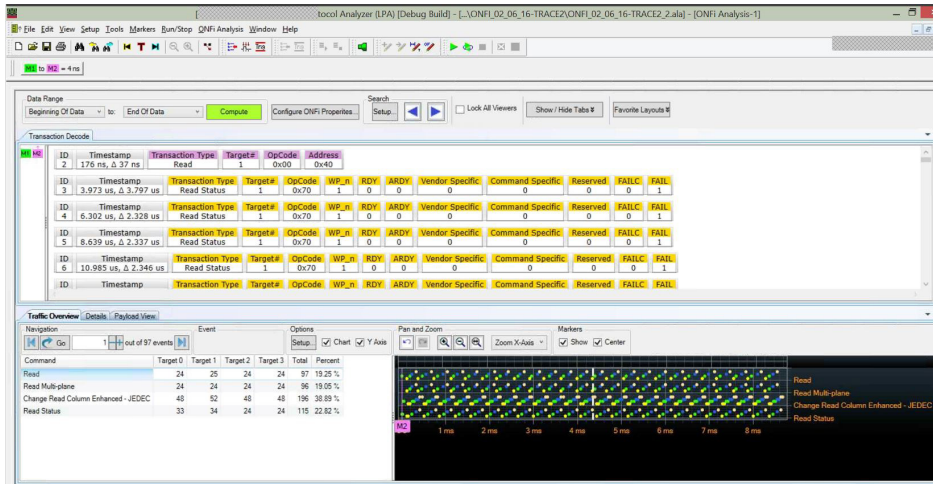 [ tocol Analyzer (LPA) [Debug Build] - [...\ONFI_02_06_16-TRACE2\ONFI_02_06_16-TRACE2_2.ala] - [ONFi Analysis-1]
File Edit View Setup Tools Markers Run/Stop ONFi Analysis Window Help
M1 to M2 = 4 ns
Data Range Search
Beginning Of Data to: End Of Data Compute Configure ONFi Properites... Setup... Lock All Viewers Show / Hide Tabs Favorite Layouts
Transaction Decode
M1 M2
ID Timestamp Transaction Type Target# OpCode Address
2 176 ns, Δ 37 ns Read 1 0x00 0x40
ID Timestamp Transaction Type Target# OpCode WP_n RDY ARDY Vendor Specific Command Specific Reserved FAILC FAIL
3 3.973 us, Δ 3.797 us Read Status 1 0x70 1 0 0 0 0 0 0 1
ID Timestamp Transaction Type Target# OpCode WP_n RDY ARDY Vendor Specific Command Specific Reserved FAILC FAIL
4 6.302 us, Δ 2.328 us Read Status 1 0x70 1 0 0 0 0 0 0 1
ID Timestamp Transaction Type Target# OpCode WP_n RDY ARDY Vendor Specific Command Specific Reserved FAILC FAIL
5 8.639 us, Δ 2.337 us Read Status 1 0x70 1 0 0 0 0 0 0 1
ID Timestamp Transaction Type Target# OpCode WP_n RDY ARDY Vendor Specific Command Specific Reserved FAILC FAIL
6 10.985 us, Δ 2.346 us Read Status 1 0x70 1 0 0 0 0 0 0 1
ID Timestamp Transaction Type Target# OpCode WP_n RDY ARDY Vendor Specific Command Specific Reserved FAILC FAIL
Traffic Overview Details Payload View
Navigation Event Options Pan and Zoom Markers
Go 1 out of 97 events Setup... Chart Y Axis Zoom X-Axis Show Center
Command Target 0 Target 1 Target 2 Target 3 Total Percent
Read 24 25 24 24 97 19.25 %
Read Multi-plane 24 24 24 24 96 19.05 %
Change Read Column Enhanced - JEDEC 48 52 48 48 196 38.89 %
Read Status 33 34 24 24 115 22.82 %
Read
Read Multi-plane
Change Read Column Enhanced - JEDEC
Read Status
M2 1 ms 2 ms 3 ms 4 ms 5 ms 6 ms 7 ms 8 ms